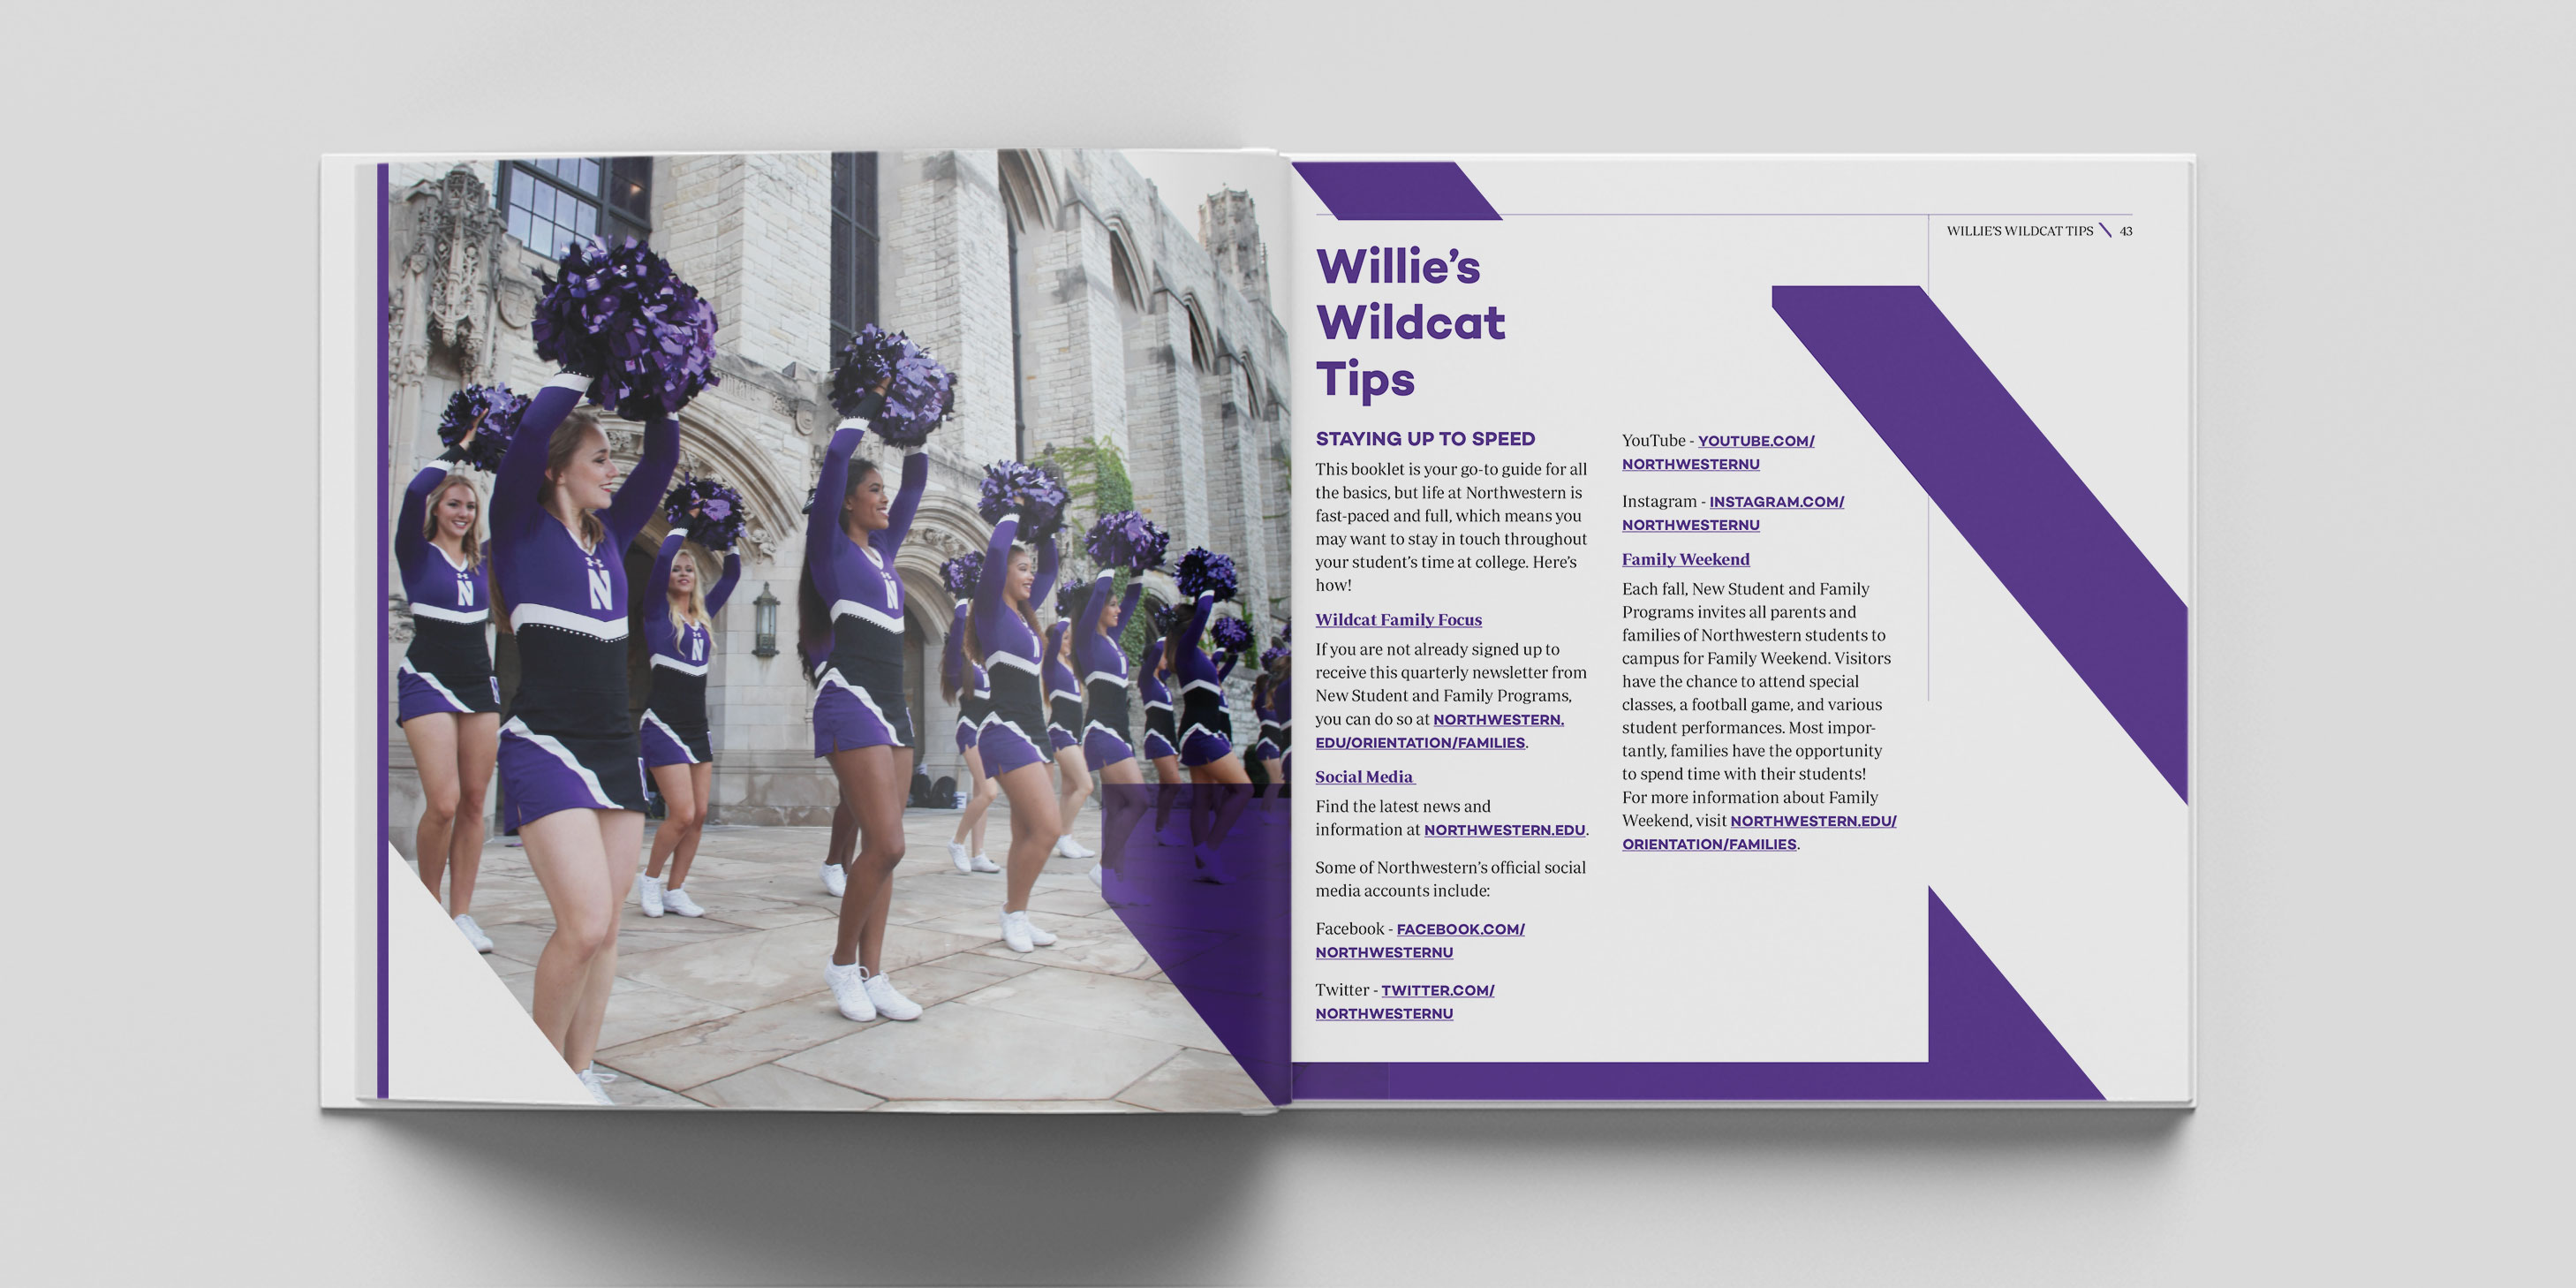 N
N
N
N
WILLIE'S WILDCAT TIPS \ 43
Willie's
Wildcat
Tips
STAYING UP TO SPEED
This booklet is your go-to guide for all
the basics, but life at Northwestern is
fast-paced and full, which means you
may want to stay in touch throughout
your student's time at college. Here's
how!
Wildcat Family Focus
If you are not already signed up to
receive this quarterly newsletter from
New Student and Family Programs,
you can do so at NORTHWESTERN.
EDU/ORIENTATION/FAMILIES.
Social Media
Find the latest news and
information at NORTHWESTERN.EDU.
Some of Northwestern's official social
media accounts include:
Facebook - FACEBOOK.COM/
NORTHWESTERNU
Twitter - TWITTER.COM/
NORTHWESTERNU
YouTube - YOUTUBE.COM/
NORTHWESTERNU
Instagram - INSTAGRAM.COM/
NORTHWESTERNU
Family Weekend
Each fall, New Student and Family
Programs invites all parents and
families of Northwestern students to
campus for Family Weekend. Visitors
have the chance to attend special
classes, a football game, and various
student performances. Most impor-
tantly, families have the opportunity
to spend time with their students!
For more information about Family
Weekend, visit NORTHWESTERN.EDU/
ORIENTATION/FAMILIES.